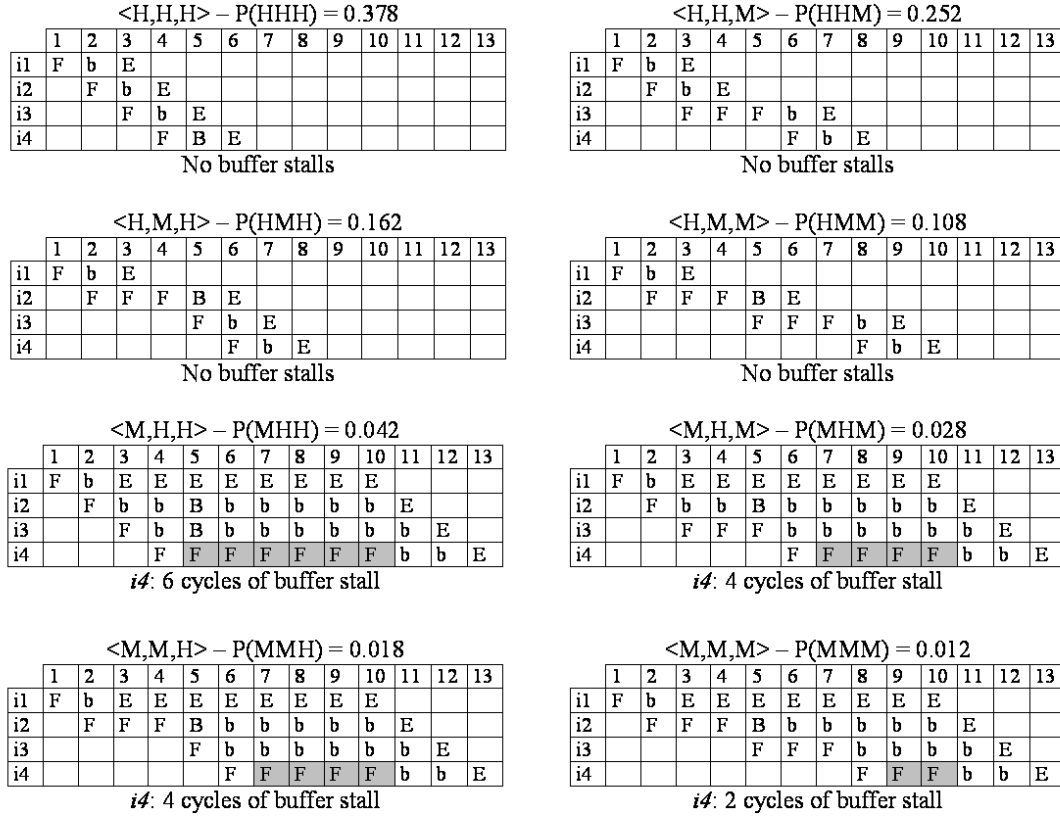 <H,H,H> – P(HHH) = 0.378
1 2 3 4 5 6 7 8 9 10 11 12 13
i1 F b E
i2 F b E
i3 F b E
i4 F B E
No buffer stalls
<H,H,M> – P(HHM) = 0.252
1 2 3 4 5 6 7 8 9 10 11 12 13
i1 F b E
i2 F b E
i3 F F F b E
i4 F b E
No buffer stalls
<H,M,H> – P(HMH) = 0.162
1 2 3 4 5 6 7 8 9 10 11 12 13
i1 F b E
i2 F F F B E
i3 F b E
i4 F b E
No buffer stalls
<H,M,M> – P(HMM) = 0.108
1 2 3 4 5 6 7 8 9 10 11 12 13
i1 F b E
i2 F F F B E
i3 F F F b E
i4 F b E
No buffer stalls
<M,H,H> – P(MHH) = 0.042
1 2 3 4 5 6 7 8 9 10 11 12 13
i1 F b E E E E E E E E
i2 F b b B b b b b b E
i3 F b B b b b b b b E
i4 F F F F F F F b b E
i4: 6 cycles of buffer stall
<M,H,M> – P(MHM) = 0.028
1 2 3 4 5 6 7 8 9 10 11 12 13
i1 F b E E E E E E E E
i2 F b b B b b b b b E
i3 F F F b b b b b b E
i4 F F F F F b b E
i4: 4 cycles of buffer stall
<M,M,H> – P(MMH) = 0.018
1 2 3 4 5 6 7 8 9 10 11 12 13
i1 F b E E E E E E E E
i2 F F F B b b b b b E
i3 F b b b b b b E
i4 F F F F F b b E
i4: 4 cycles of buffer stall
<M,M,M> – P(MMM) = 0.012
1 2 3 4 5 6 7 8 9 10 11 12 13
i1 F b E E E E E E E E
i2 F F F B b b b b b E
i3 F F F b b b b E
i4 F F F b b E
i4: 2 cycles of buffer stall